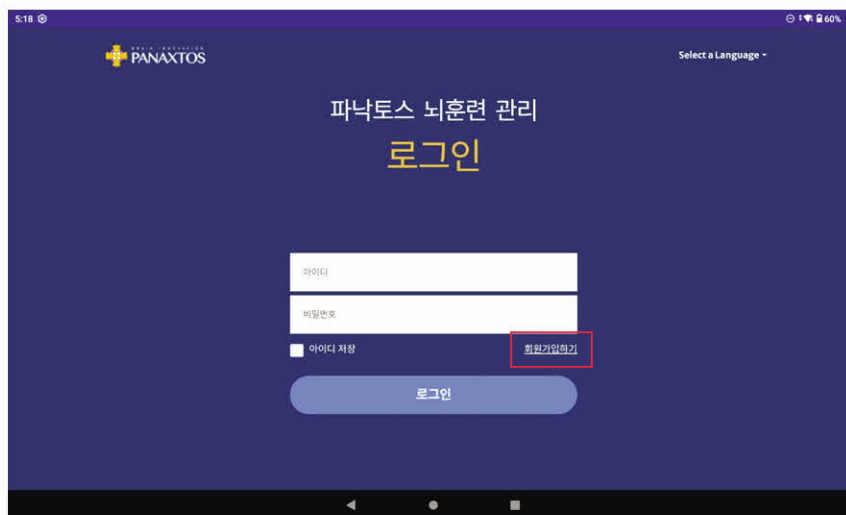 5:18
60%
BRAIN INNOVATION
PANAXTOS
Select a Language
파낙토스 뇌훈련 관리
로그인
아이디
비밀번호
아이디 저장
회원가입하기
로그인